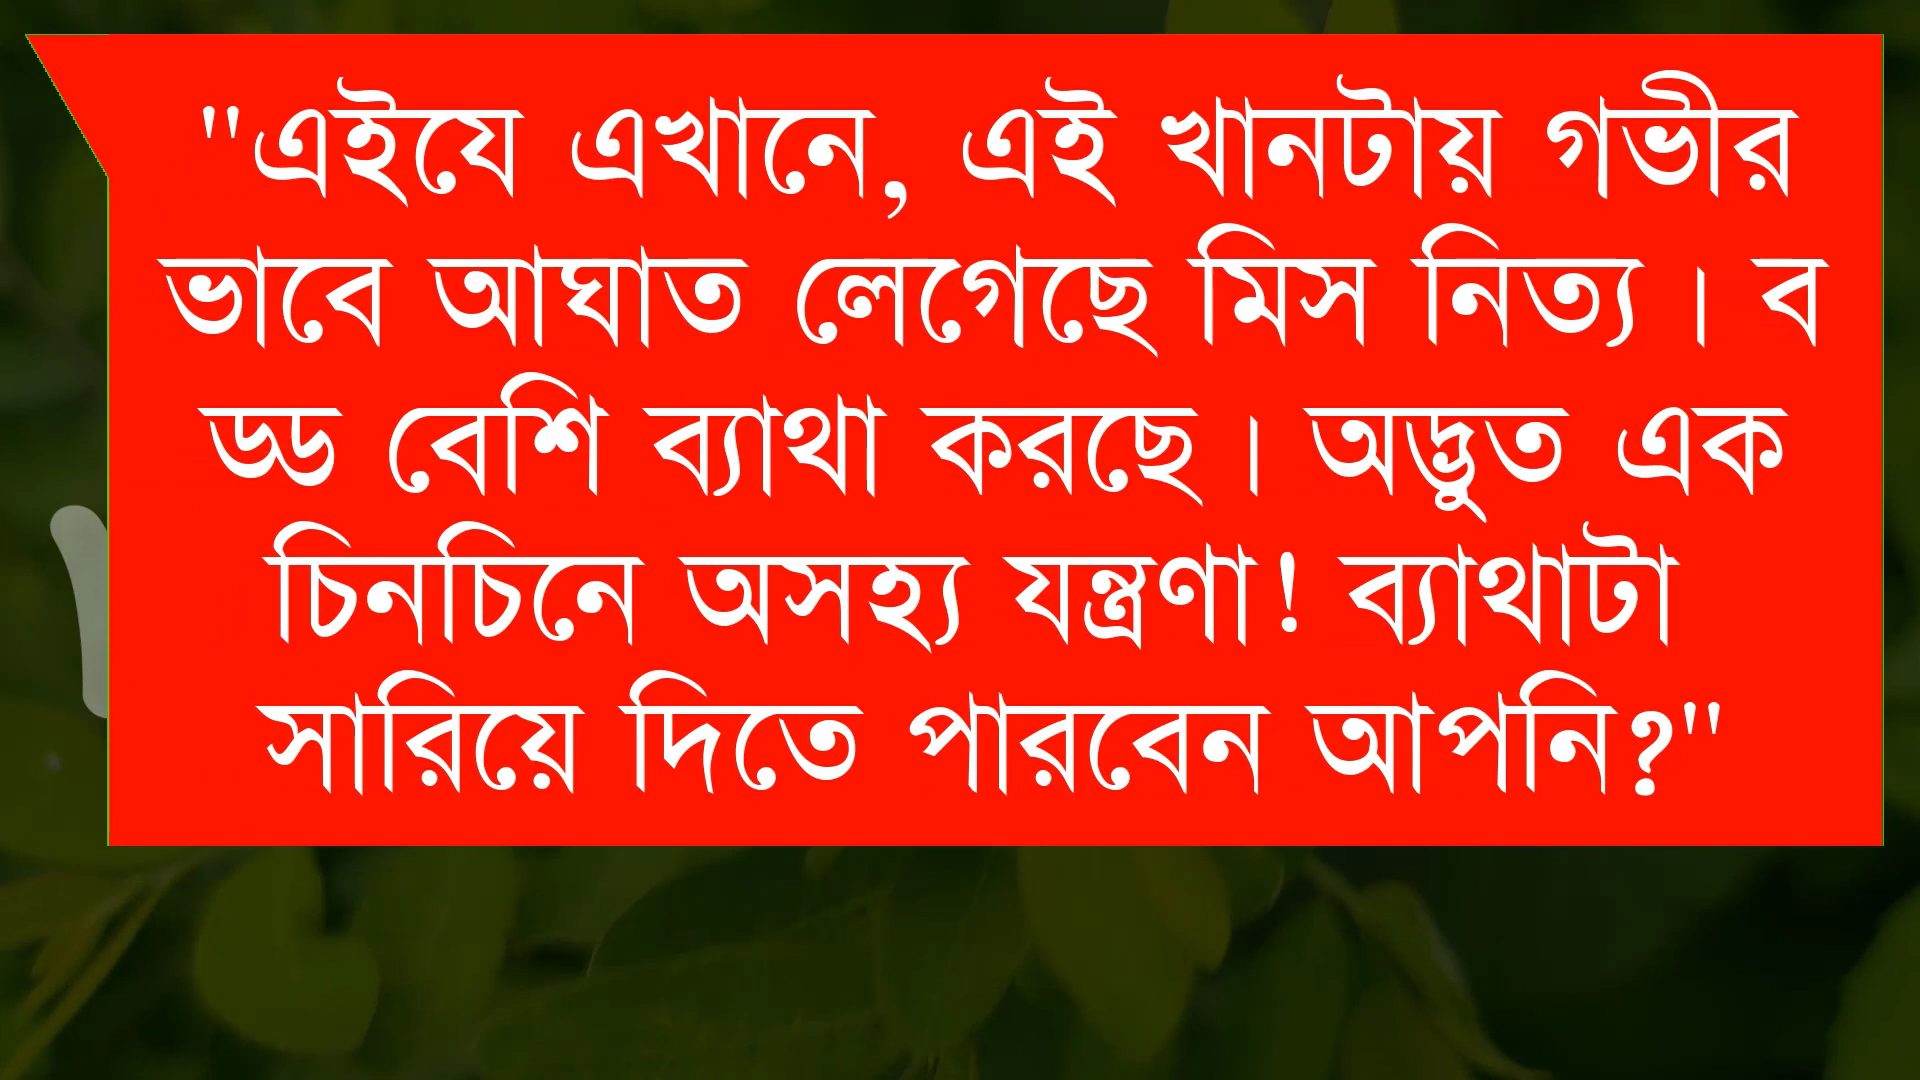 "এইযে এখানে, এই খানটায় গভীর
ভাবে আঘাত লেগেছে মিস নিত্য। ব
ড্ড বেশি ব্যাথা করছে। অদ্ভুত এক
চিনচিনে অসহ্য যন্ত্রণা! ব্যাথাটা
সারিয়ে দিতে পারবেন আপনি?"